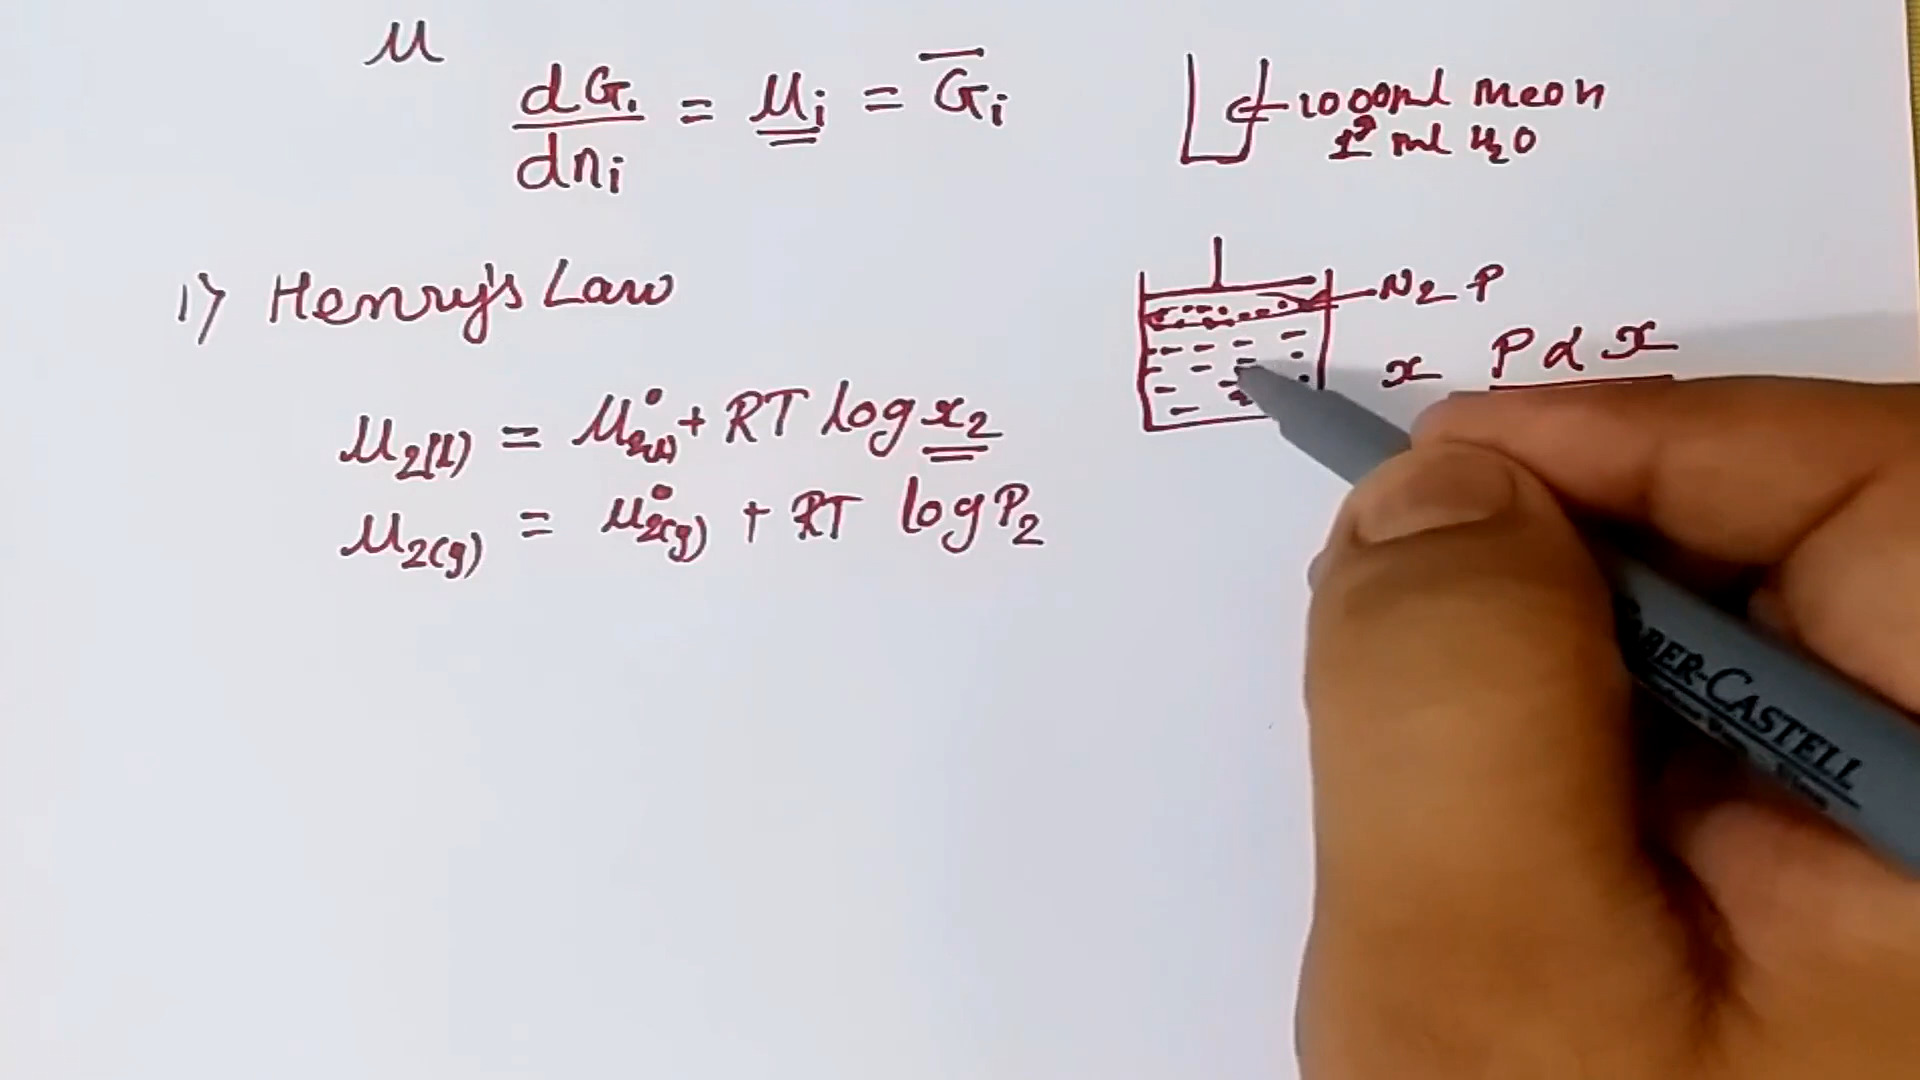 μ
dG. / dni = μi = G̅i
1000ml MeOH
1 ml H₂O
1) Henry's Law
N₂ P
x P α x
μ₂(l) = μ°₂(l) + RT log x₂
μ₂(g) = μ°₂(g) + RT log P₂
FABER-CASTELL